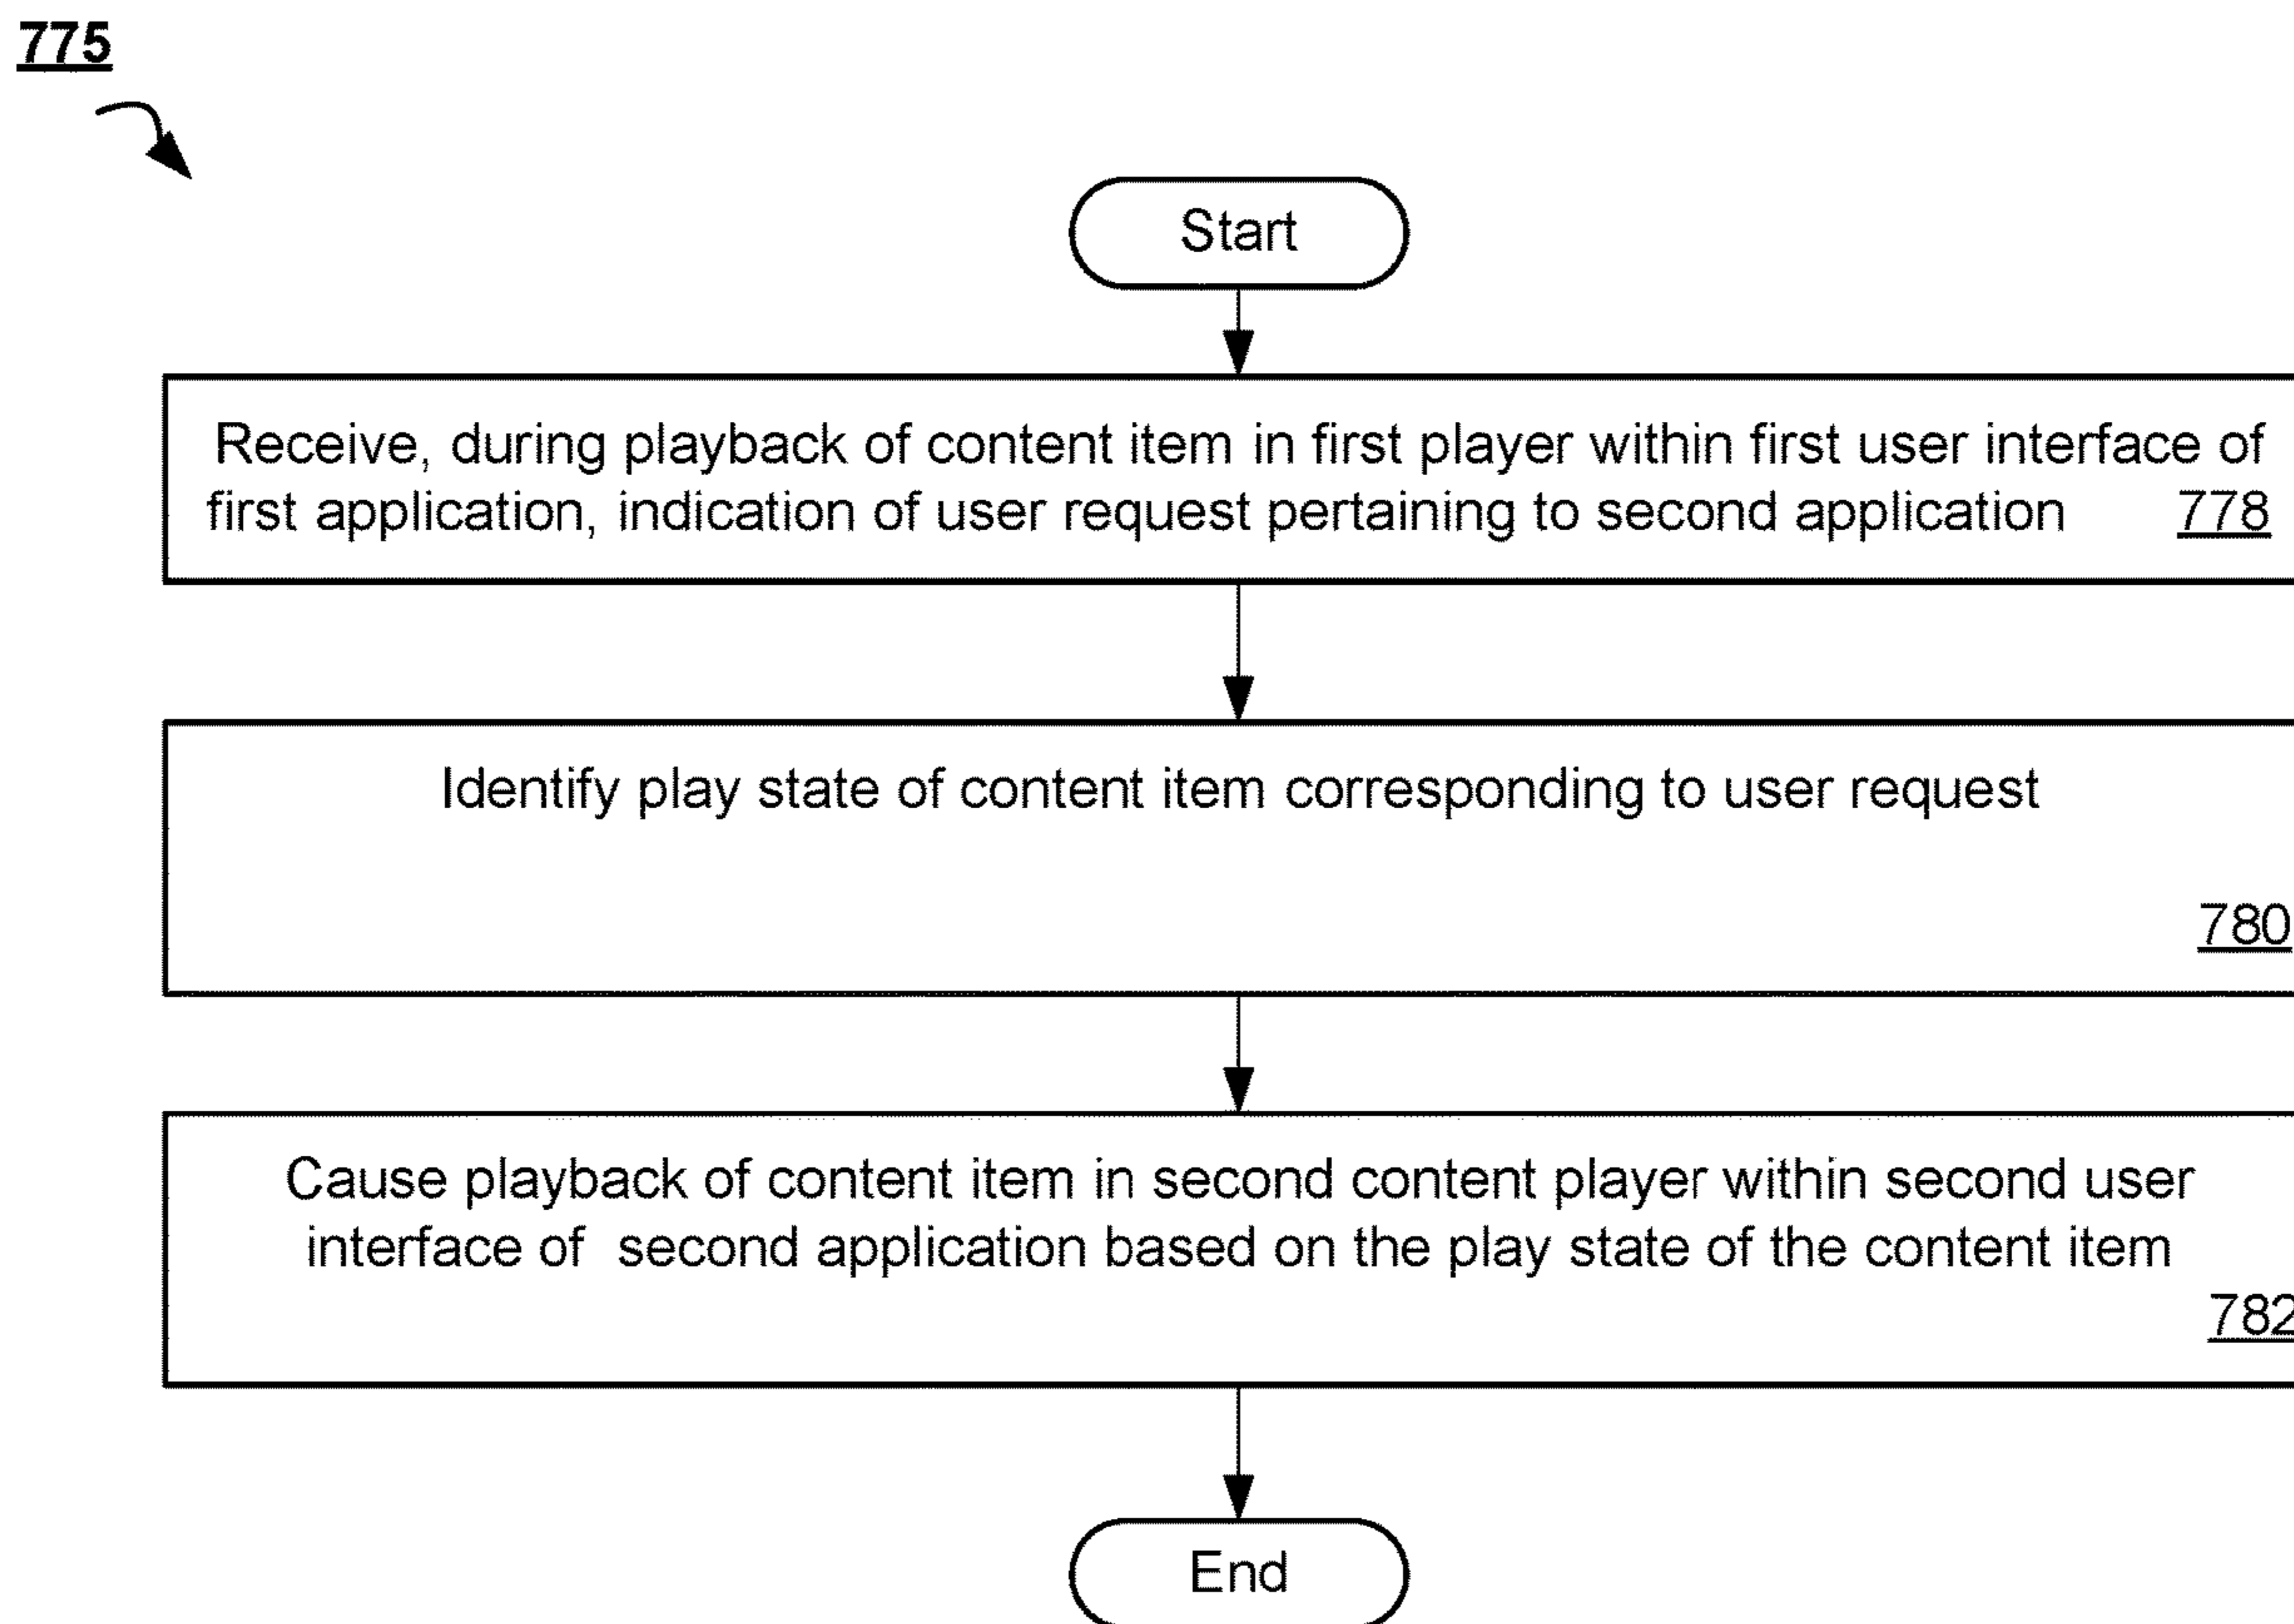 775
Start
Receive, during playback of content item in first player within first user interface of
first application, indication of user request pertaining to second application 778
Identify play state of content item corresponding to user request
780
Cause playback of content item in second content player within second user
interface of second application based on the play state of the content item
782
End